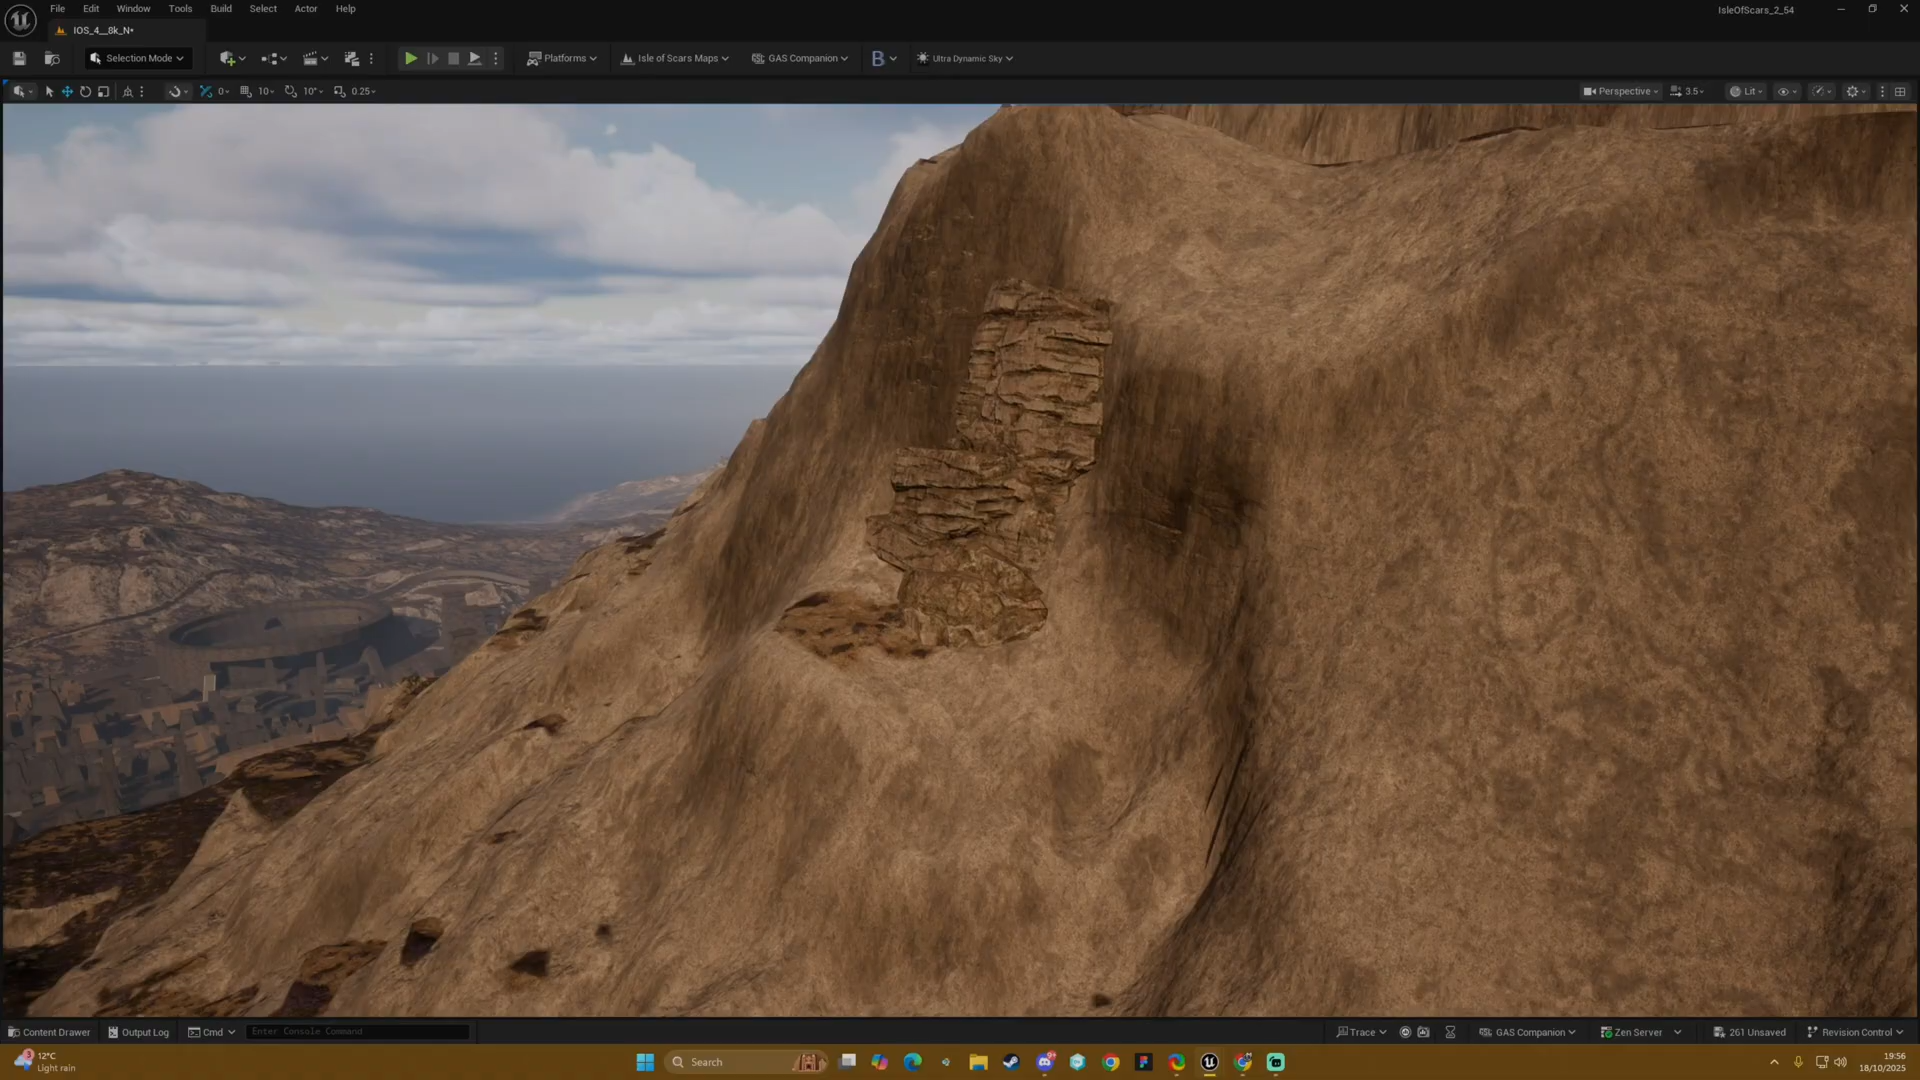 File Edit Window Tools Build Select Actor Help
IsleOfScars_2_54
IOS_4__8k_N*
Selection Mode
Platforms
Isle of Scars Maps
GAS Companion
B
Ultra Dynamic Sky
0
10
10°
0.25
Perspective
3.5
Lit
Content Drawer
Output Log
Cmd
Enter Console Command
Trace
GAS Companion
Zen Server
261 Unsaved
Revision Control
3
12°C
Light rain
Search
19:56
18/10/2025